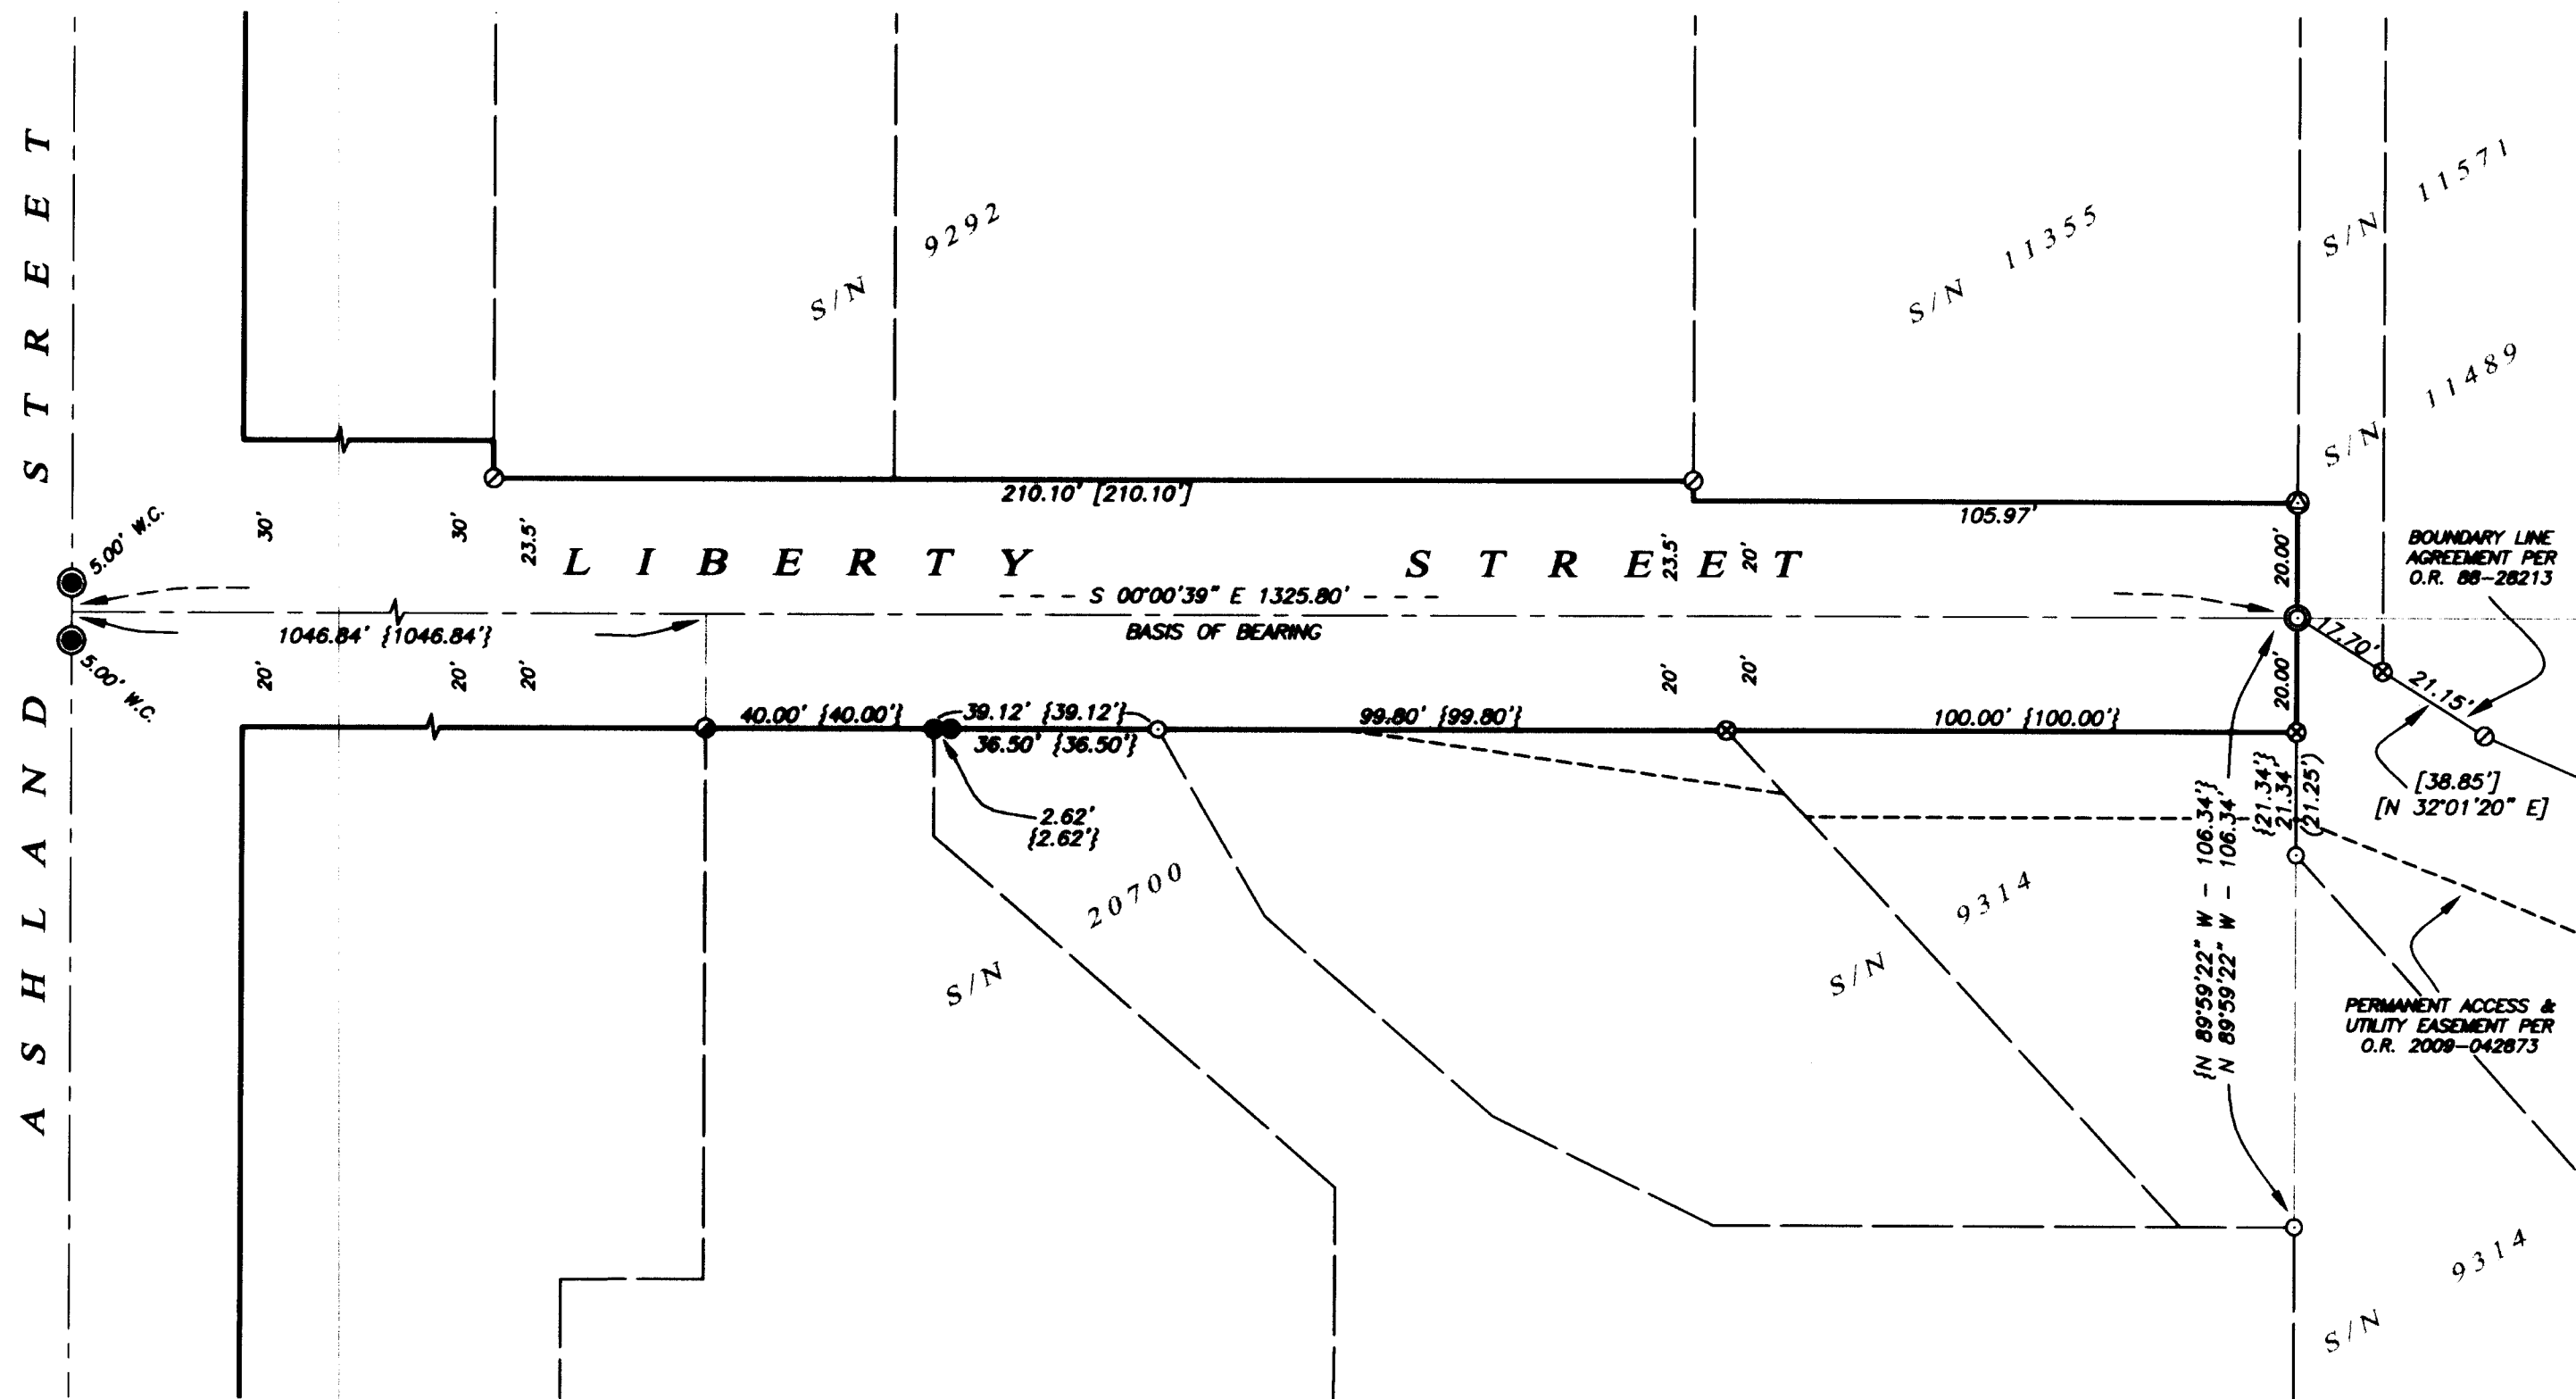 ASHLAND STREET
S/N 9292
S/N 11355
S/N 11571
S/N 11489
210.10' [210.10']
105.97'
5.00' W.C.
30'
30'
23.5'
LIBERTY STREET
23.5'
20'
20.00'
BOUNDARY LINE
AGREEMENT PER
O.R. 88-28213
- - - S 00°00'39" E 1325.80' - - -
BASIS OF BEARING
1046.84' {1046.84'}
5.00' W.C.
20'
20'
20'
20'
20'
20.00'
17.70'
21.15'
40.00' {40.00'}
39.12' {39.12'}
36.50' {36.50'}
99.80' {99.80'}
100.00' {100.00'}
2.62'
{2.62'}
{21.34'}
21.34'
(21.25')
[38.85']
[N 32°01'20" E]
{N 89°59'22" W - 106.34'}
N 89°59'22" W - 106.34'
S/N 20700
S/N 9314
PERMANENT ACCESS &
UTILITY EASEMENT PER
O.R. 2009-042873
S/N 9314